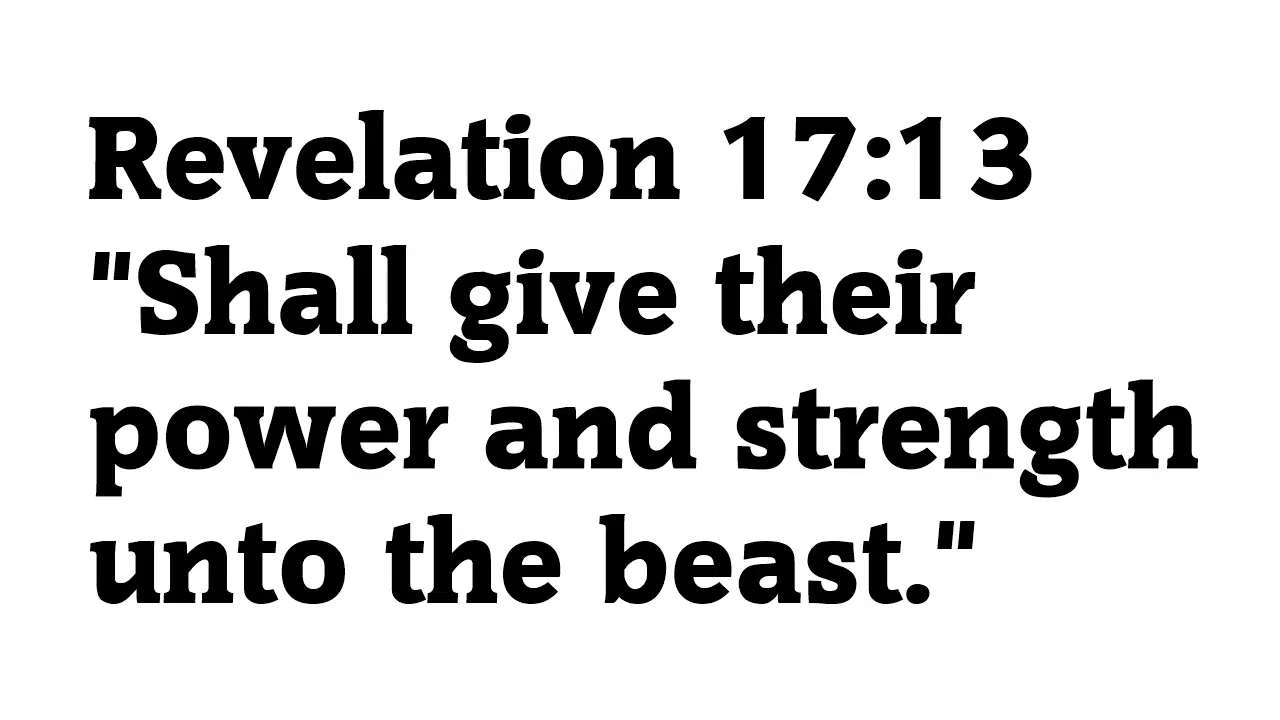 Revelation 17:13
"Shall give their
power and strength
unto the beast."